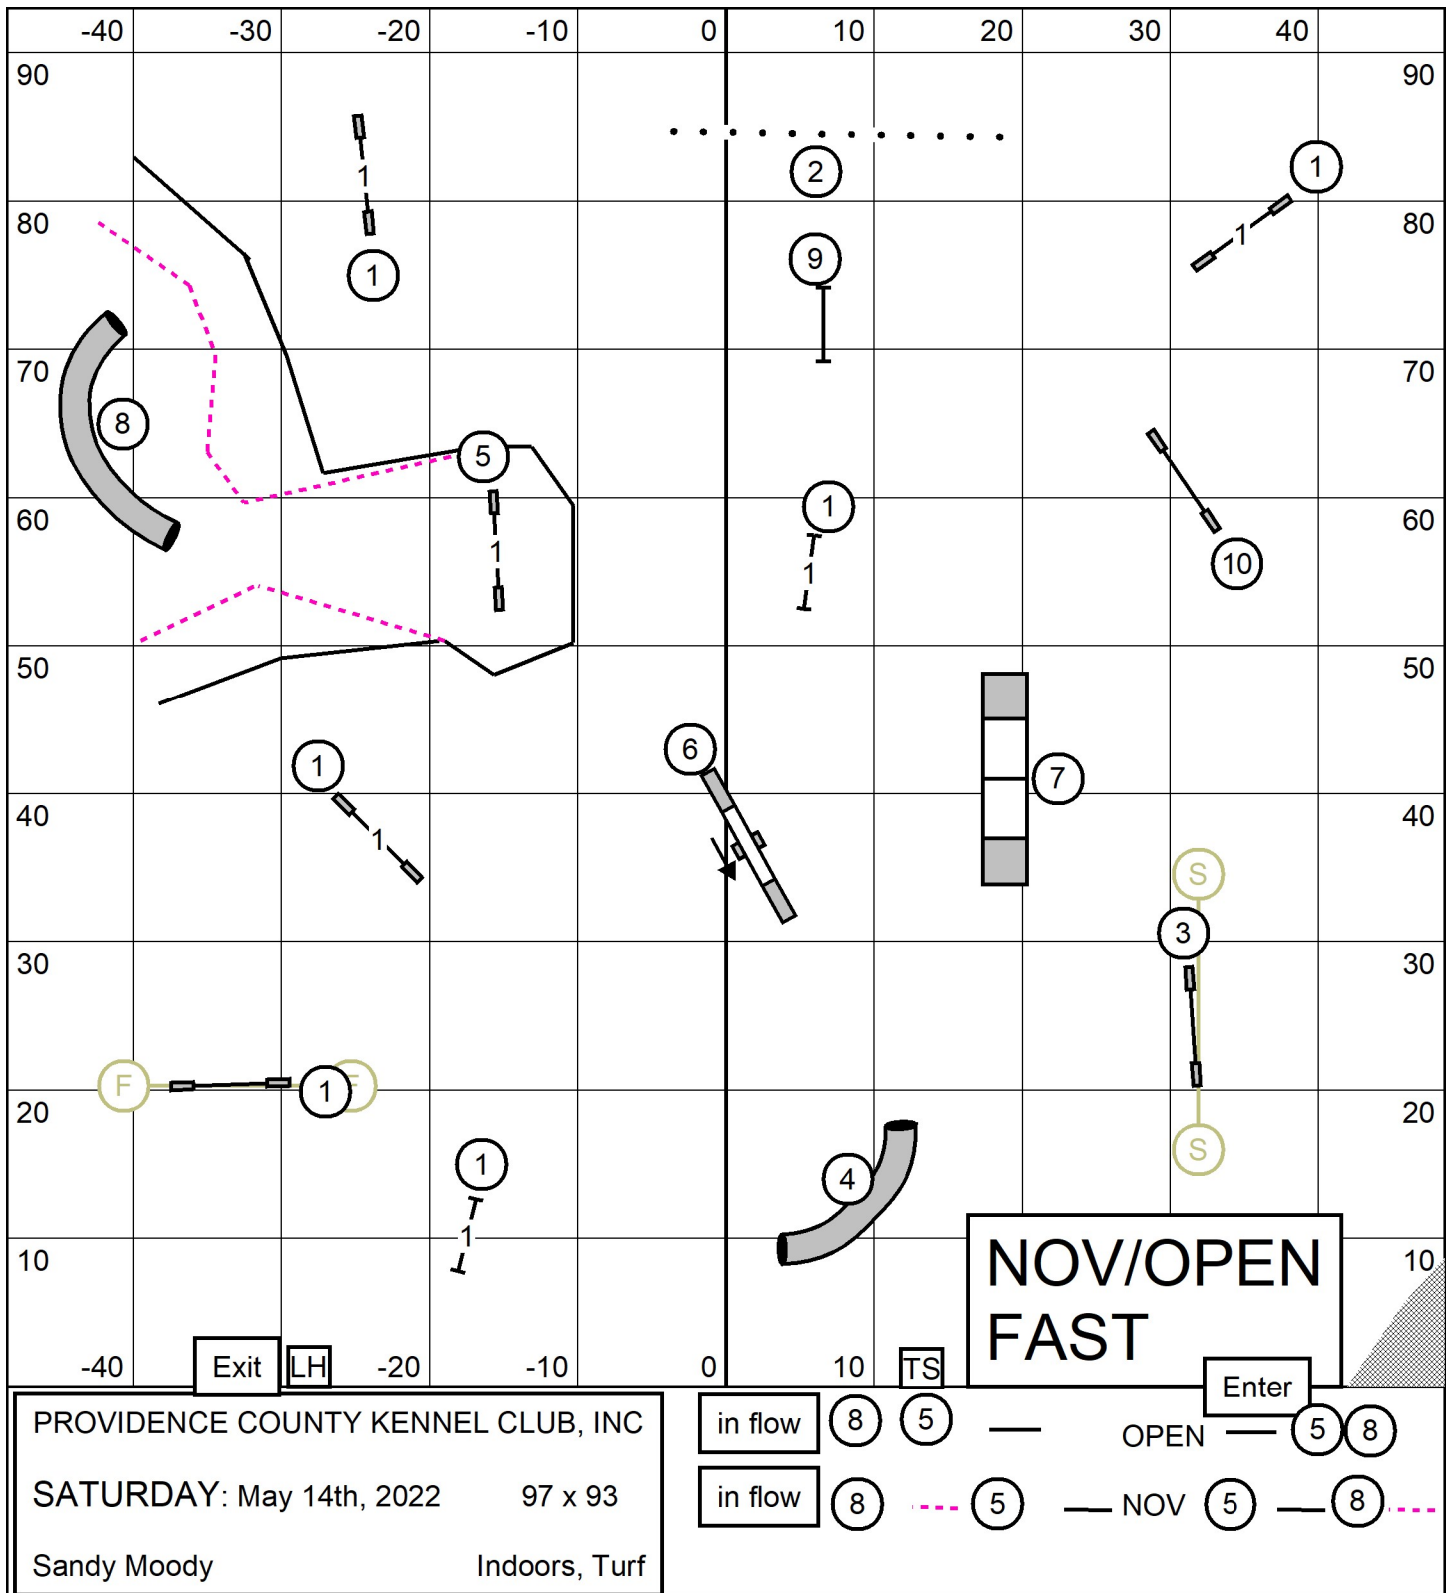 -40 -30 -20 -10 0 10 20 30 40
90 90
1
2
1
1
80 80
9
1
1
70 70
8
5
60 60
1
1
10
1
50 50
6
7
1
1
40 40
S
3
30 30
F 1 F
20 20
S
1
4
1
10 10
NOV/OPEN
FAST
-40 Exit LH -20 -10 0 10 TS
Enter
PROVIDENCE COUNTY KENNEL CLUB, INC
SATURDAY: May 14th, 2022 97 x 93
Sandy Moody Indoors, Turf
in flow 8 5 OPEN 5 8
in flow 8 5 NOV 5 8